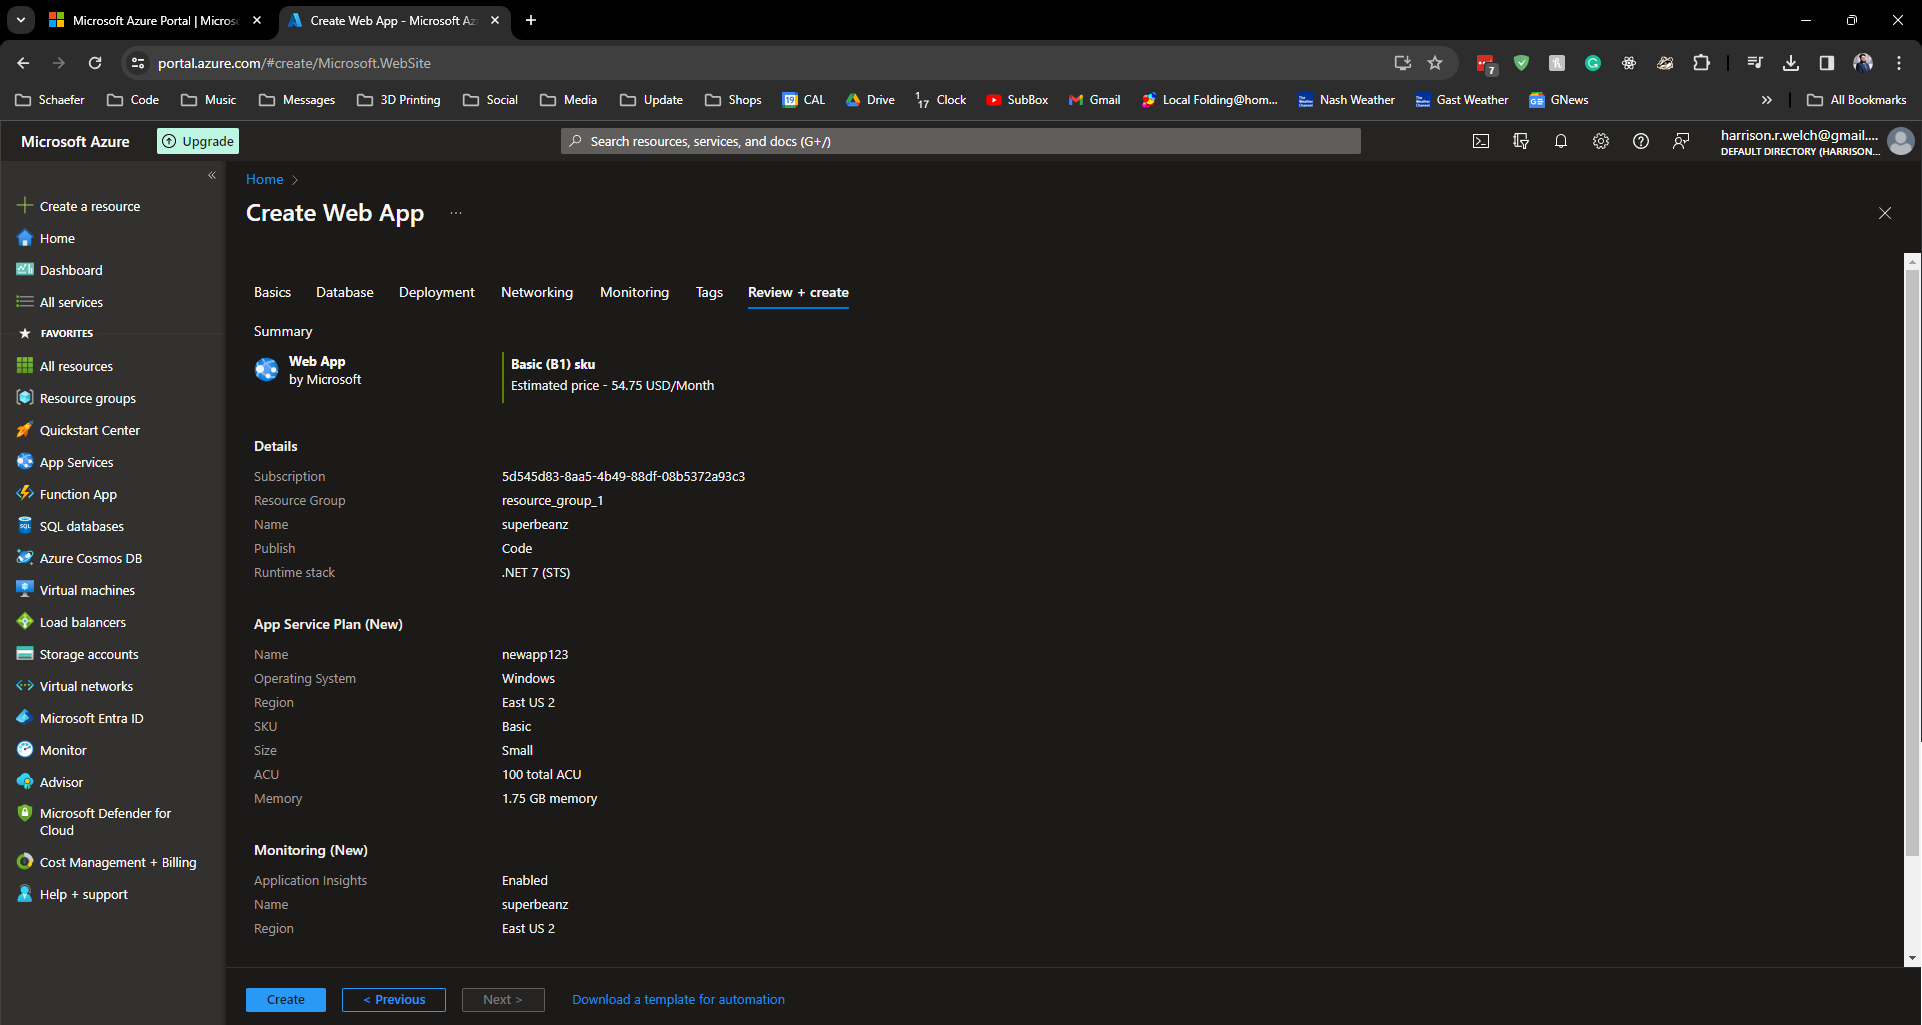 Microsoft Azure Portal | Micros
Create Web App - Microsoft Az
portal.azure.com/#create/Microsoft.WebSite
7
Schaefer Code Music Messages 3D Printing Social Media Update Shops 19 CAL Drive 1 17 Clock SubBox Gmail Local Folding@hom... Nash Weather Gast Weather GNews All Bookmarks
Microsoft Azure
Upgrade
Search resources, services, and docs (G+/)
harrison.r.welch@gmail....
DEFAULT DIRECTORY (HARRISON...
Create a resource
Home
Dashboard
All services
FAVORITES
All resources
Resource groups
Quickstart Center
App Services
Function App
SQL databases
Azure Cosmos DB
Virtual machines
Load balancers
Storage accounts
Virtual networks
Microsoft Entra ID
Monitor
Advisor
Microsoft Defender for
Cloud
Cost Management + Billing
Help + support
Home
Create Web App ...
Basics Database Deployment Networking Monitoring Tags Review + create
Summary
Web App
by Microsoft
Basic (B1) sku
Estimated price - 54.75 USD/Month
Details
Subscription 5d545d83-8aa5-4b49-88df-08b5372a93c3
Resource Group resource_group_1
Name superbeanz
Publish Code
Runtime stack .NET 7 (STS)
App Service Plan (New)
Name newapp123
Operating System Windows
Region East US 2
SKU Basic
Size Small
ACU 100 total ACU
Memory 1.75 GB memory
Monitoring (New)
Application Insights Enabled
Name superbeanz
Region East US 2
Create < Previous Next > Download a template for automation